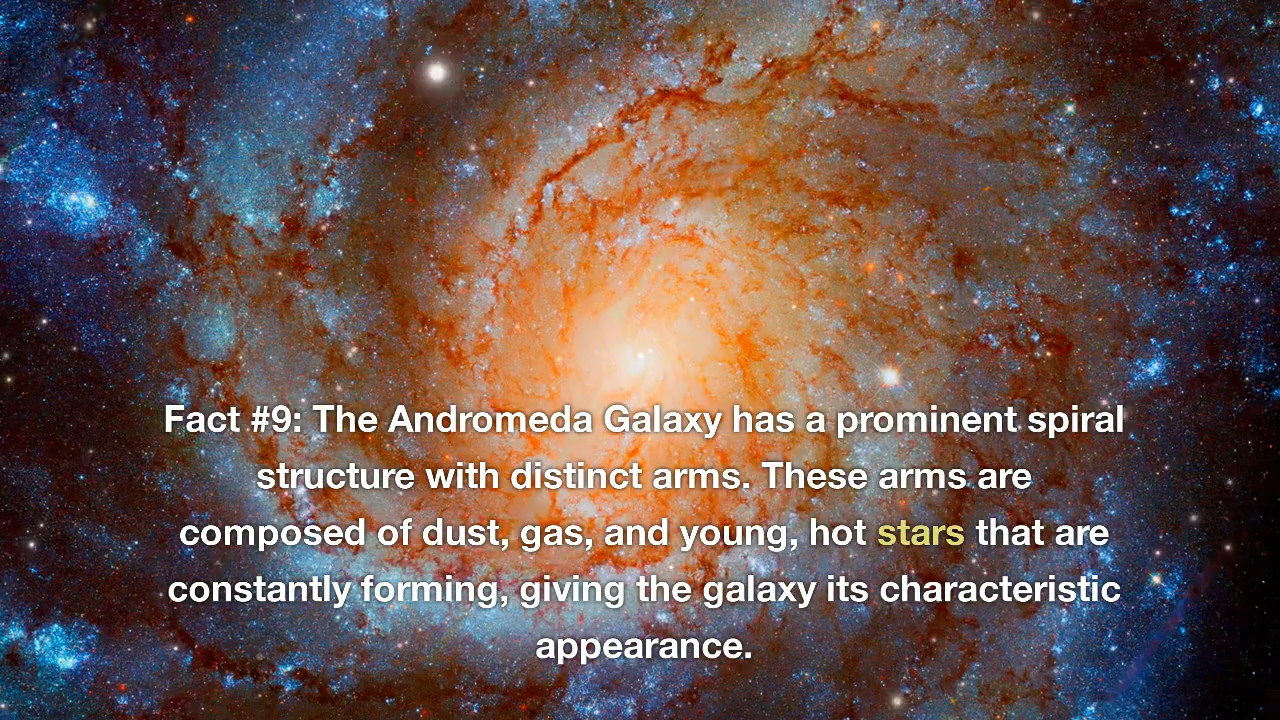 Fact #9: The Andromeda Galaxy has a prominent spiral
structure with distinct arms. These arms are
composed of dust, gas, and young, hot stars that are
constantly forming, giving the galaxy its characteristic
appearance.